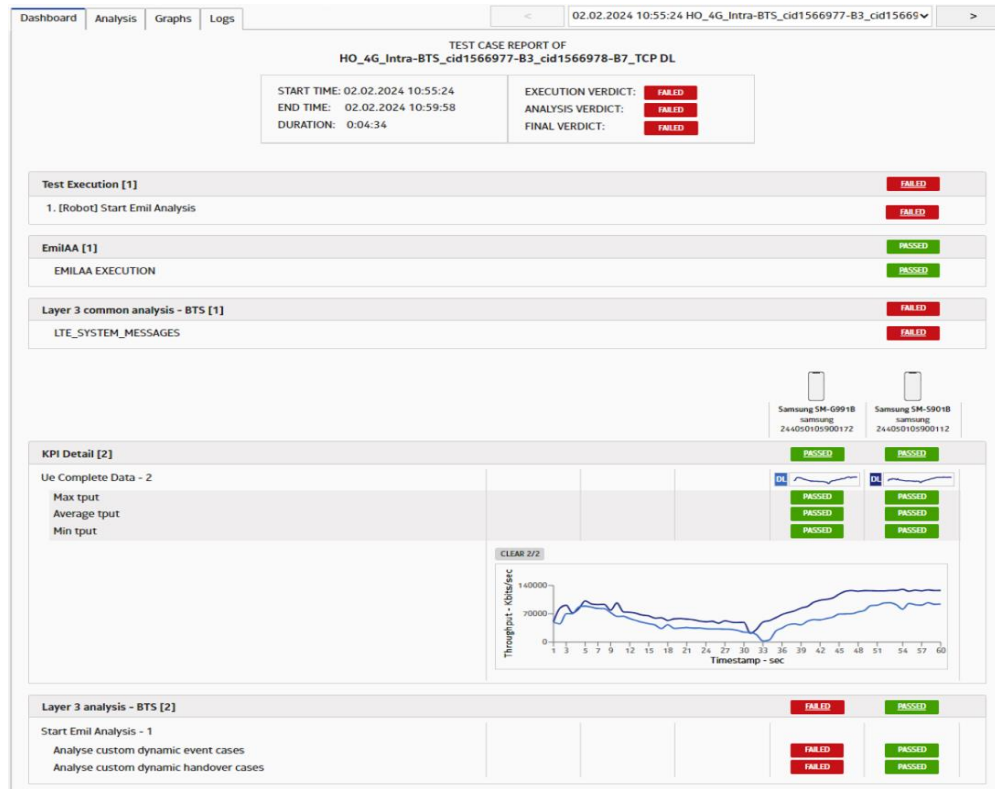 Dashboard Analysis Graphs Logs < 02.02.2024 10:55:24 HO_4G_Intra-BTS_cid1566977-B3_cid15669 >
TEST CASE REPORT OF
HO_4G_Intra-BTS_cid1566977-B3_cid1566978-B7_TCP DL
START TIME: 02.02.2024 10:55:24 EXECUTION VERDICT: FAILED
END TIME: 02.02.2024 10:59:58 ANALYSIS VERDICT: FAILED
DURATION: 0:04:34 FINAL VERDICT: FAILED
Test Execution [1] FAILED
1. [Robot] Start Emil Analysis FAILED
EmilAA [1] PASSED
EMILAA EXECUTION PASSED
Layer 3 common analysis - BTS [1] FAILED
LTE_SYSTEM_MESSAGES FAILED
Samsung SM-G991B Samsung SM-S901B
samsung samsung
244050105900172 244050105900112
KPI Detail [2] PASSED PASSED
Ue Complete Data - 2 DL DL
Max tput PASSED PASSED
Average tput PASSED PASSED
Min tput PASSED PASSED
CLEAR 2/2
Throughput - Kbits/sec
140000
70000
0
1 3 5 7 9 12 15 18 21 24 27 30 33 36 39 42 45 48 51 54 57 60
Timestamp - sec
Layer 3 analysis - BTS [2] FAILED PASSED
Start Emil Analysis - 1
Analyse custom dynamic event cases FAILED PASSED
Analyse custom dynamic handover cases FAILED PASSED